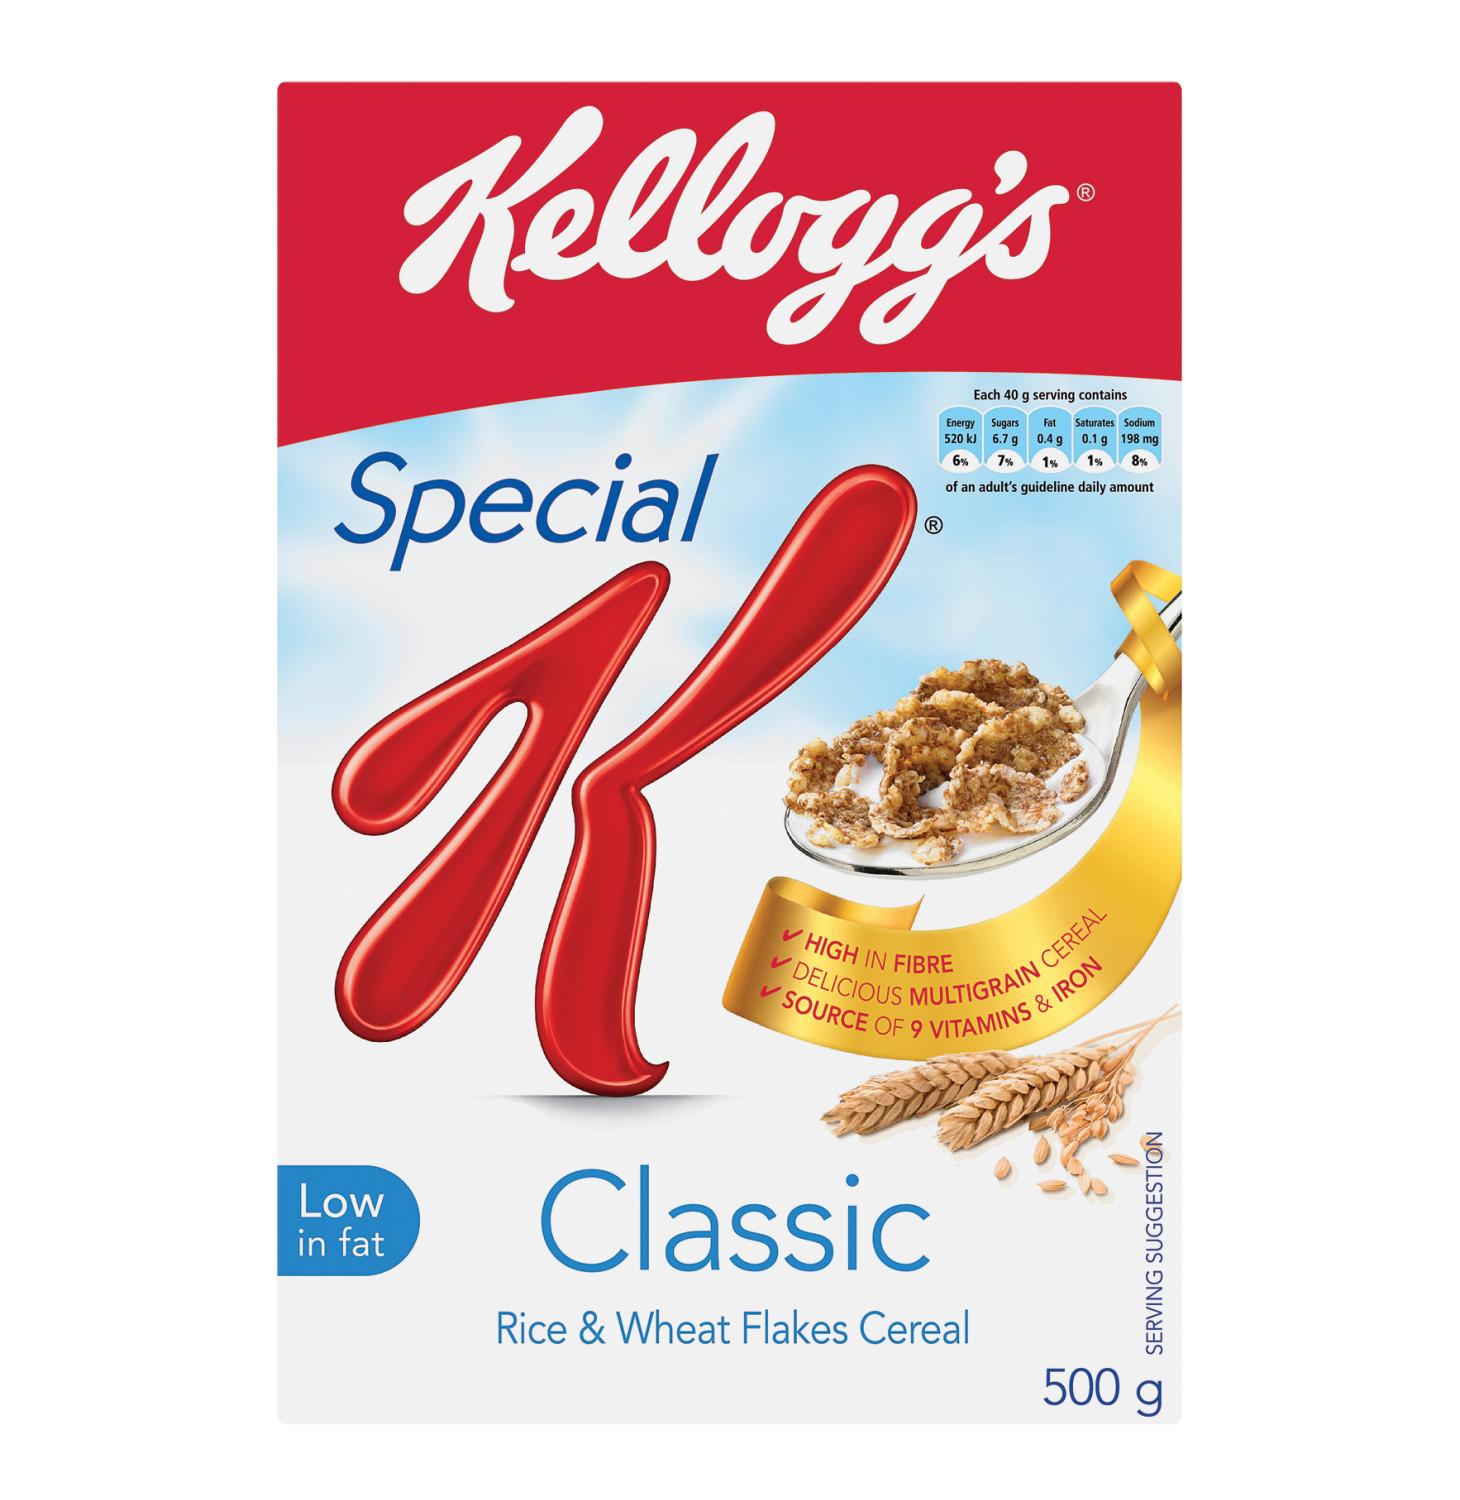 Kellogg's®
Each 40 g serving contains
Energy Sugars Fat Saturates Sodium
520 kJ 6.7 g 0.4 g 0.1 g 198 mg
6% 7% 1% 1% 8%
of an adult's guideline daily amount
Special
K®
✓ HIGH IN FIBRE
✓ DELICIOUS MULTIGRAIN CEREAL
✓ SOURCE OF 9 VITAMINS & IRON
Low
in fat
Classic
Rice & Wheat Flakes Cereal
SERVING SUGGESTION
500 g